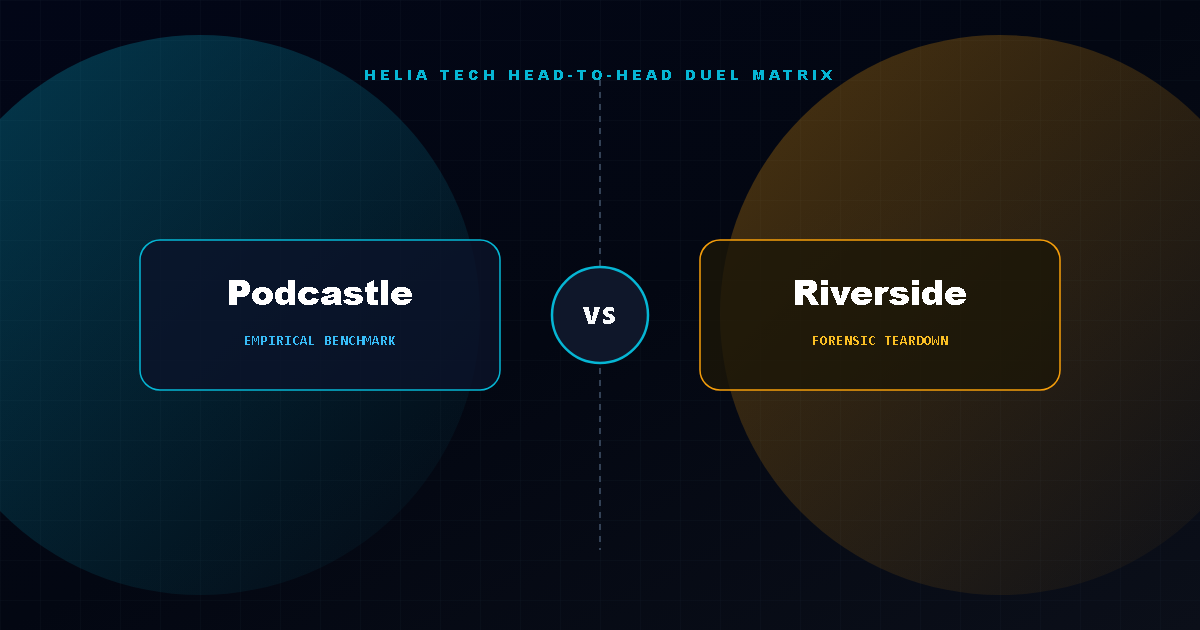 HELIA TECH HEAD-TO-HEAD DUEL MATRIX
Podcastle
EMPIRICAL BENCHMARK
VS
Riverside
FORENSIC TEARDOWN